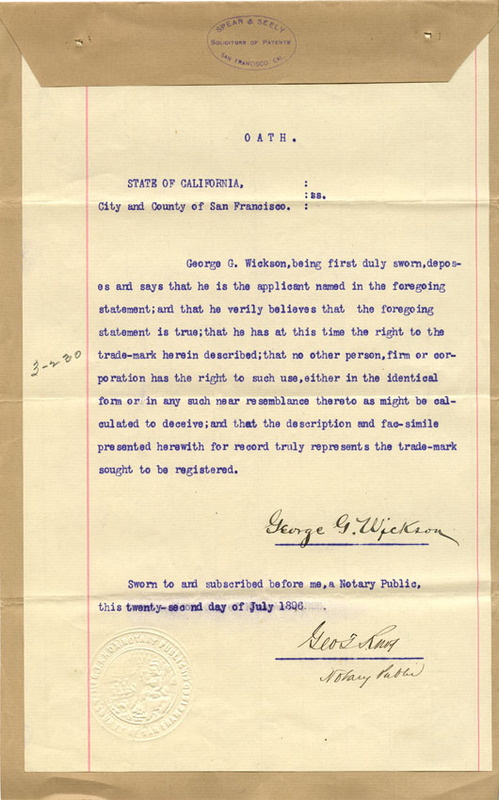 SPEAR & SEELY
SOLICITORS OF PATENTS
SAN FRANCISCO CAL.
OATH.
STATE OF CALIFORNIA, :
:ss.
City and County of San Francisco. :
George G. Wickson,being first duly sworn,depos-
es and says that he is the applicant named in the foregoing
statement;and that he verily believes that the foregoing
statement is true;that he has at this time the right to the
trade-mark herein described;that no other person,firm or cor-
poration has the right to such use,either in the identical
form or in any such near resemblance thereto as might be cal-
culated to deceive;and that the description and fac-simile
presented herewith for record truly represents the trade-mark
sought to be registered.
3-2-30
George G. Wickson
Sworn to and subscribed before me,a Notary Public,
this twenty-second day of July 1896.
Geo T Knox
Notary Public